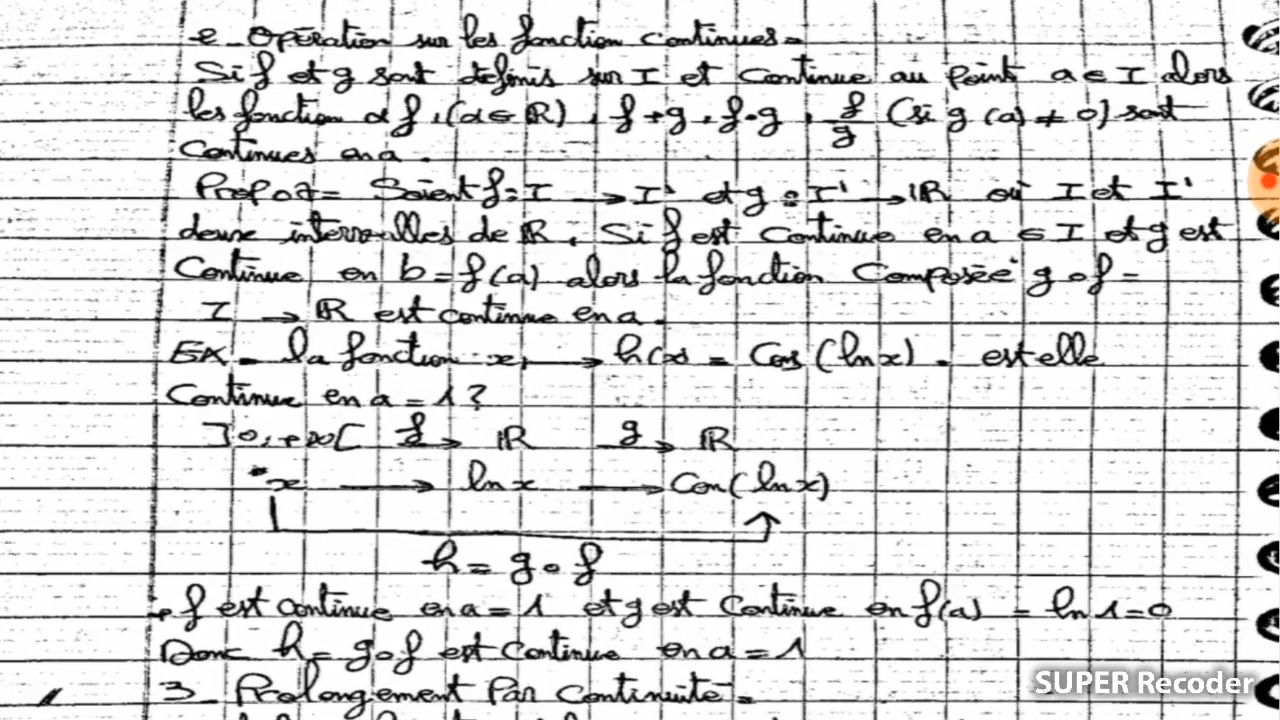 e_ Opération sur les fonction continues =
Si f et g sont définis sur I et continue au point a ∈ I alors
les fonction αf, (α ∈ ℝ), f + g, f·g, f/g (si g(a) ≠ 0) sont
continues en a.
Propo2 = Soient f : I → I' et g : I' → ℝ où I et I'
deux intervalles de ℝ. Si f est continue en a ∈ I et g est
continue en b = f(a) alors la fonction composée g∘f =
I → ℝ est continue en a.
EX = la fonction x → h(x) = Cos (ln x). est elle
continue en a = 1 ?
]0, +∞[ f→ ℝ g→ ℝ
x → ln x → Cos(ln x)
h = g∘f
f est continue en a = 1 et g est continue en f(a) = ln 1 = 0
Donc h = g∘f est continue en a = 1
3_ Prolongement Par continuité =
SUPER Recoder